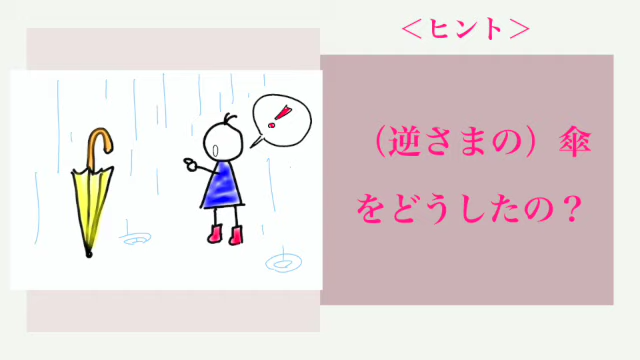 ＜ヒント＞
！
（逆さまの）傘
をどうしたの？